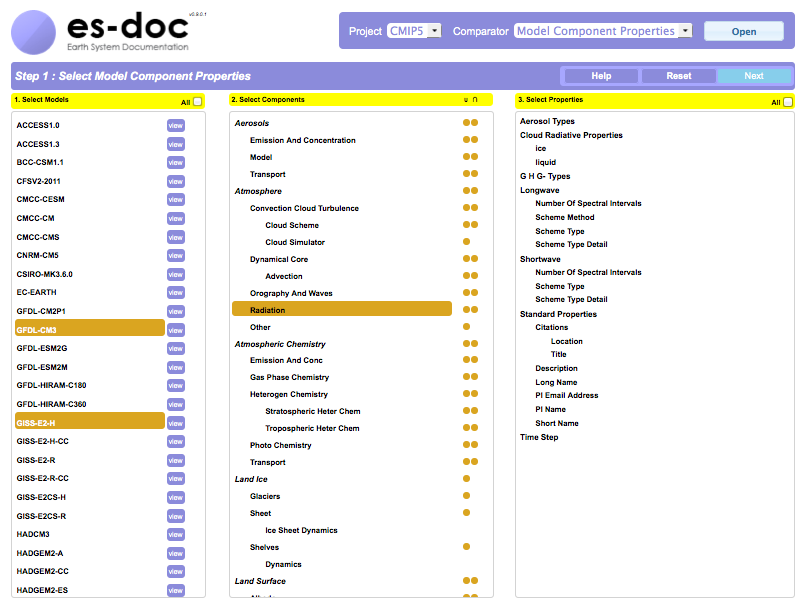 es-doc
v0.9.0.1
Earth System Documentation
Project CMIP5 Comparator Model Component Properties Open
Step 1 : Select Model Component Properties
Help Reset Next
1. Select Models All
ACCESS1.0 view
ACCESS1.3 view
BCC-CSM1.1 view
CFSV2-2011 view
CMCC-CESM view
CMCC-CM view
CMCC-CMS view
CNRM-CM5 view
CSIRO-MK3.6.0 view
EC-EARTH view
GFDL-CM2P1 view
GFDL-CM3 view
GFDL-ESM2G view
GFDL-ESM2M view
GFDL-HIRAM-C180 view
GFDL-HIRAM-C360 view
GISS-E2-H view
GISS-E2-H-CC view
GISS-E2-R view
GISS-E2-R-CC view
GISS-E2CS-H view
GISS-E2CS-R view
HADCM3 view
HADGEM2-A view
HADGEM2-CC view
HADGEM2-ES view
2. Select Components ∪ ∩
Aerosols
Emission And Concentration
Model
Transport
Atmosphere
Convection Cloud Turbulence
Cloud Scheme
Cloud Simulator
Dynamical Core
Advection
Orography And Waves
Radiation
Other
Atmospheric Chemistry
Emission And Conc
Gas Phase Chemistry
Heterogen Chemistry
Stratospheric Heter Chem
Tropospheric Heter Chem
Photo Chemistry
Transport
Land Ice
Glaciers
Sheet
Ice Sheet Dynamics
Shelves
Dynamics
Land Surface
3. Select Properties All
Aerosol Types
Cloud Radiative Properties
ice
liquid
G H G- Types
Longwave
Number Of Spectral Intervals
Scheme Method
Scheme Type
Scheme Type Detail
Shortwave
Number Of Spectral Intervals
Scheme Type
Scheme Type Detail
Standard Properties
Citations
Location
Title
Description
Long Name
PI Email Address
PI Name
Short Name
Time Step